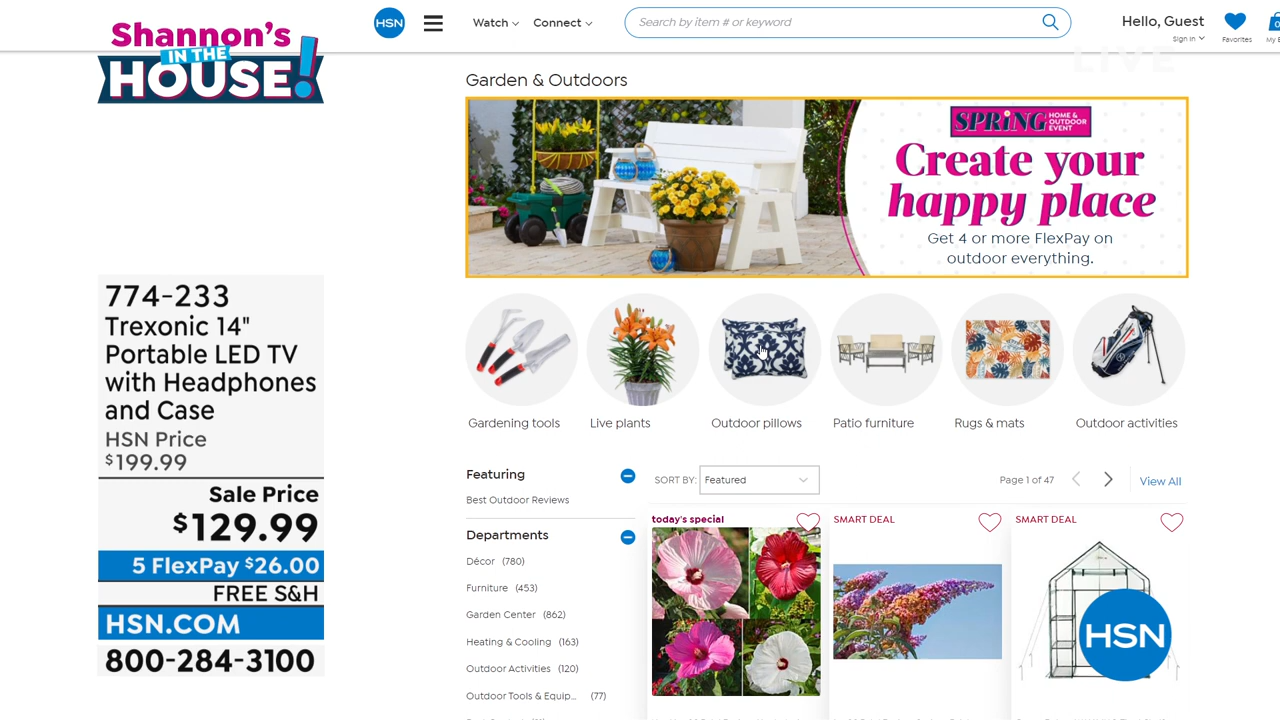 Shannon's
IN THE
HOUSE!
774-233
Trexonic 14"
Portable LED TV
with Headphones
and Case
HSN Price
$199.99
Sale Price
$129.99
5 FlexPay $26.00
FREE S&H
HSN.COM
800-284-3100
HSN
Watch
Connect
Search by item # or keyword
Hello, Guest
Sign In
Favorites
0
My
LIVE
Garden & Outdoors
SPRiNG HOME & OUTDOOR EVENT
Create your
happy place
Get 4 or more FlexPay on
outdoor everything.
Gardening tools
Live plants
Outdoor pillows
Patio furniture
Rugs & mats
Outdoor activities
Featuring
Best Outdoor Reviews
Departments
Décor (780)
Furniture (453)
Garden Center (862)
Heating & Cooling (163)
Outdoor Activities (120)
Outdoor Tools & Equip... (77)
SORT BY: Featured
Page 1 of 47
View All
today's special
SMART DEAL
SMART DEAL
HSN